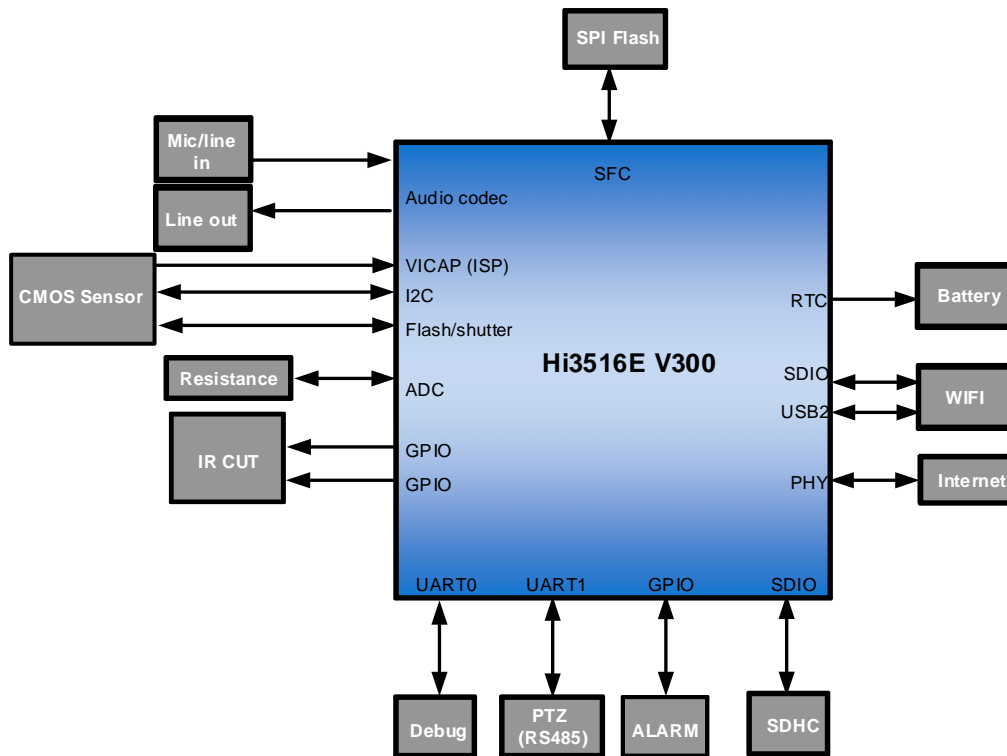 SPI Flash
Mic/line
in
SFC
Audio codec
Line out
VICAP (ISP)
CMOS Sensor
I2C
RTC
Battery
Flash/shutter
Hi3516E V300
Resistance
ADC
SDIO
WIFI
USB2
GPIO
IR CUT
GPIO
PHY
Internet
UART0
UART1
GPIO
SDIO
Debug
PTZ
(RS485)
ALARM
SDHC